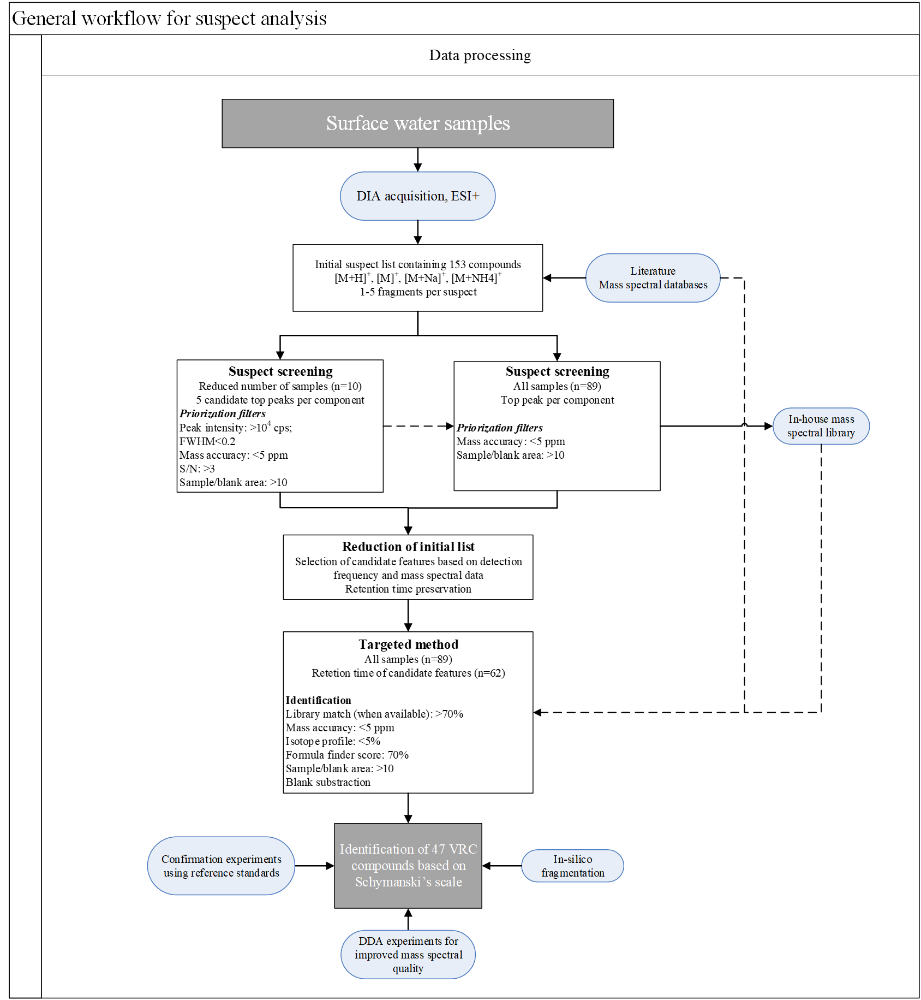 General workflow for suspect analysis
Data processing
Surface water samples
DIA acquisition, ESI+
Initial suspect list containing 153 compounds
[M+H]⁺, [M]⁺, [M+Na]⁺, [M+NH4]⁺
1-5 fragments per suspect
Literature
Mass spectral databases
Suspect screening
Reduced number of samples (n=10)
5 candidate top peaks per component
Priorization filters
Peak intensity: >10⁴ cps;
FWHM<0.2
Mass accuracy: <5 ppm
S/N: >3
Sample/blank area: >10
Suspect screening
All samples (n=89)
Top peak per component
Priorization filters
Mass accuracy: <5 ppm
Sample/blank area: >10
In-house mass
spectral library
Reduction of initial list
Selection of candidate features based on detection
frequency and mass spectral data
Retention time preservation
Targeted method
All samples (n=89)
Retetion time of candidate features (n=62)
Identification
Library match (when available): >70%
Mass accuracy: <5 ppm
Isotope profile: <5%
Formula finder score: 70%
Sample/blank area: >10
Blank substraction
Confirmation experiments
using reference standards
Identification of 47 VRC
compounds based on
Schymanski's scale
In-silico
fragmentation
DDA experiments for
improved mass spectral
quality